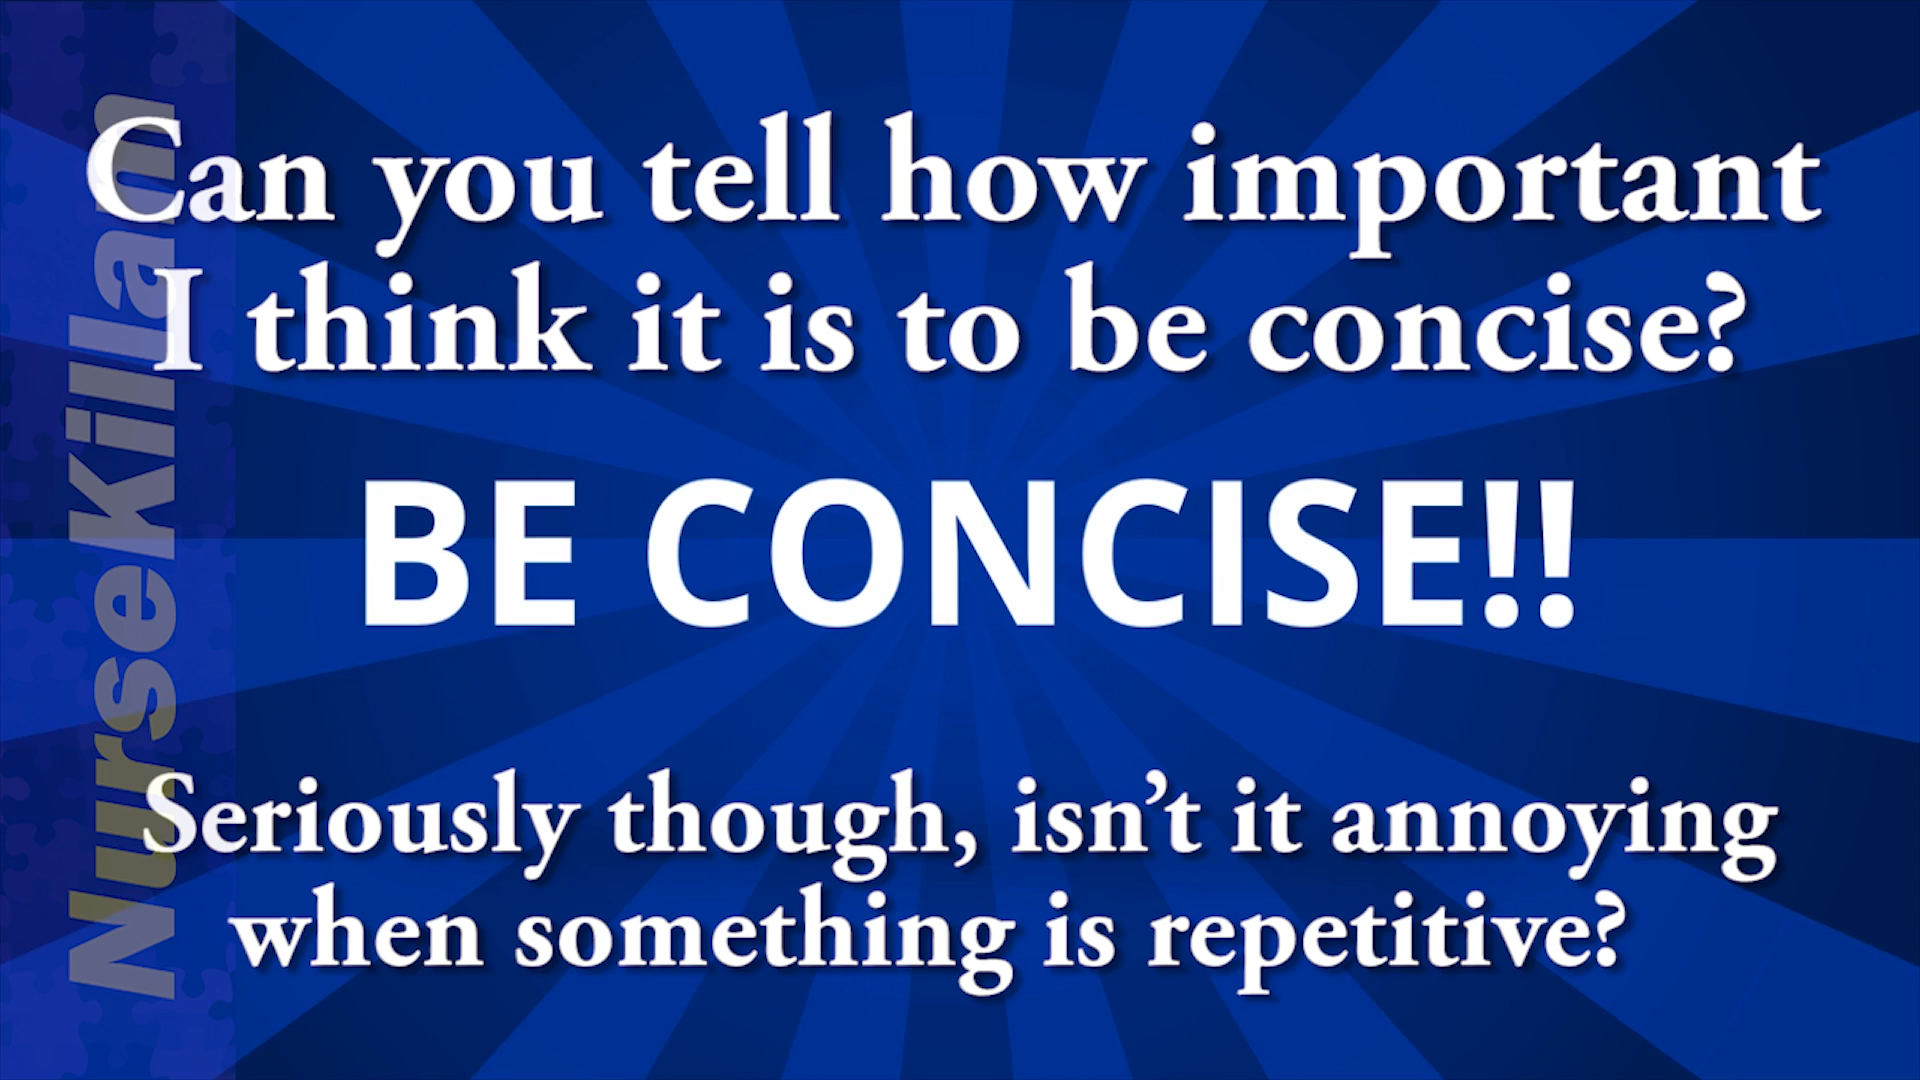 NurseKillam
Can you tell how important
I think it is to be concise?
BE CONCISE!!
Seriously though, isn’t it annoying
when something is repetitive?